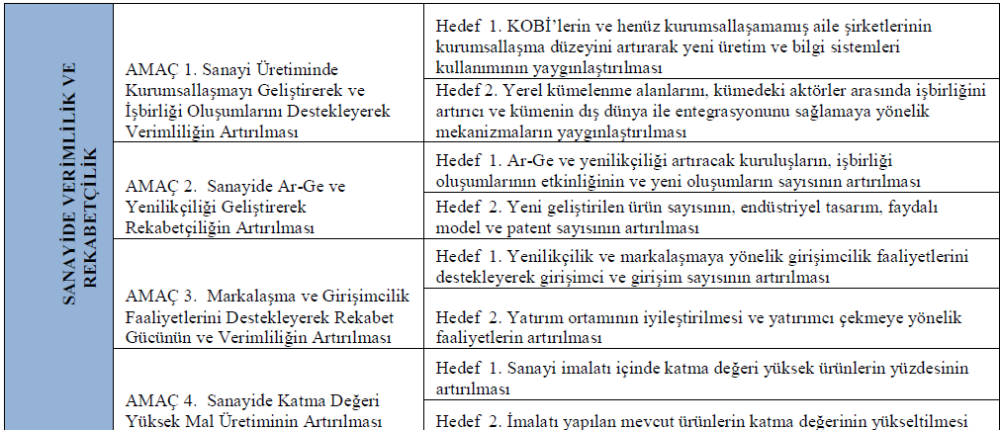 SANAYİDE VERİMLİLİK VE
REKABETÇİLİK
AMAÇ 1. Sanayi Üretiminde
Kurumsallaşmayı Geliştirerek ve
İşbirliği Oluşumlarını Destekleyerek
Verimliliğin Artırılması
Hedef 1. KOBİ’lerin ve henüz kurumsallaşamamış aile şirketlerinin
kurumsallaşma düzeyini artırarak yeni üretim ve bilgi sistemleri
kullanımının yaygınlaştırılması
Hedef 2. Yerel kümelenme alanlarını, kümedeki aktörler arasında işbirliğini
artırıcı ve kümenin dış dünya ile entegrasyonunu sağlamaya yönelik
mekanizmaların yaygınlaştırılması
AMAÇ 2. Sanayide Ar-Ge ve
Yenilikçiliği Geliştirerek
Rekabetçiliğin Artırılması
Hedef 1. Ar-Ge ve yenilikçiliği artıracak kuruluşların, işbirliği
oluşumlarının etkinliğinin ve yeni oluşumların sayısının artırılması
Hedef 2. Yeni geliştirilen ürün sayısının, endüstriyel tasarım, faydalı
model ve patent sayısının artırılması
AMAÇ 3. Markalaşma ve Girişimcilik
Faaliyetlerini Destekleyerek Rekabet
Gücünün ve Verimliliğin Artırılması
Hedef 1. Yenilikçilik ve markalaşmaya yönelik girişimcilik faaliyetlerini
destekleyerek girişimci ve girişim sayısının artırılması
Hedef 2. Yatırım ortamının iyileştirilmesi ve yatırımcı çekmeye yönelik
faaliyetlerin artırılması
AMAÇ 4. Sanayide Katma Değeri
Yüksek Mal Üretiminin Artırılması
Hedef 1. Sanayi imalatı içinde katma değeri yüksek ürünlerin yüzdesinin
artırılması
Hedef 2. İmalatı yapılan mevcut ürünlerin katma değerinin yükseltilmesi